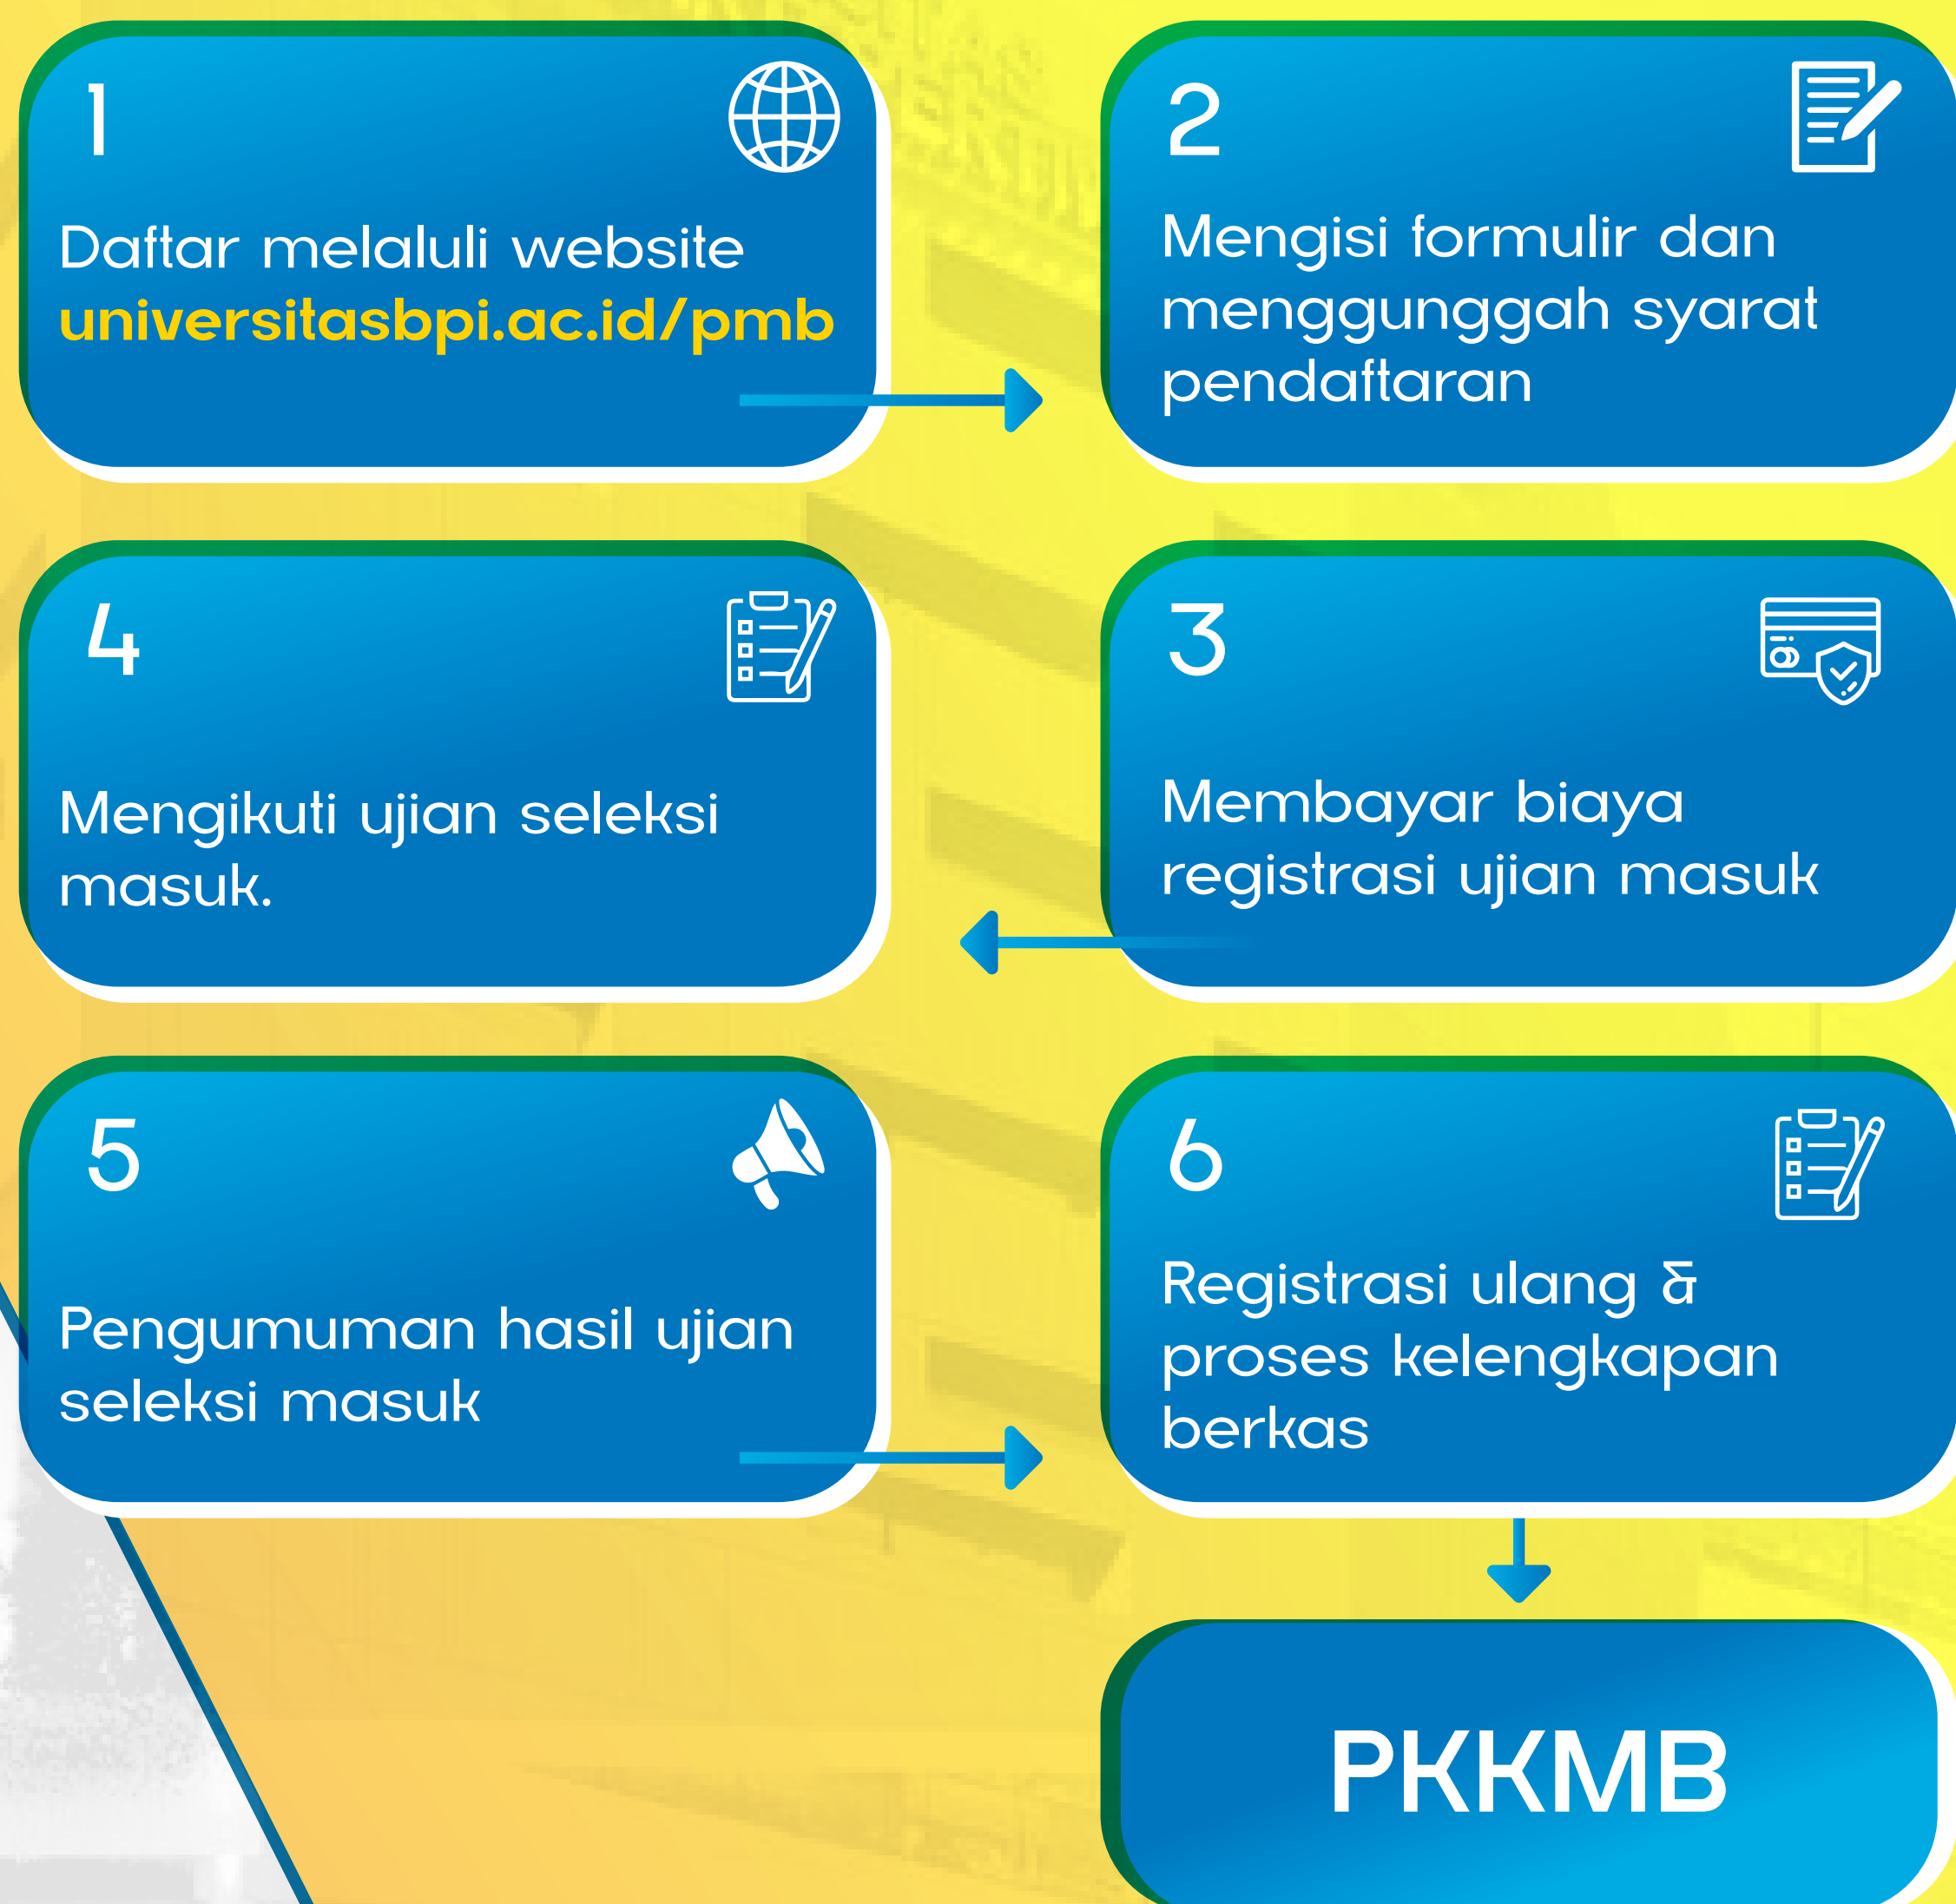 1
Daftar melaluli website
universitasbpi.ac.id/pmb
2
Mengisi formulir dan
menggunggah syarat
pendaftaran
3
Membayar biaya
registrasi ujian masuk
4
Mengikuti ujian seleksi
masuk.
5
Pengumuman hasil ujian
seleksi masuk
6
Registrasi ulang &
proses kelengkapan
berkas
PKKMB